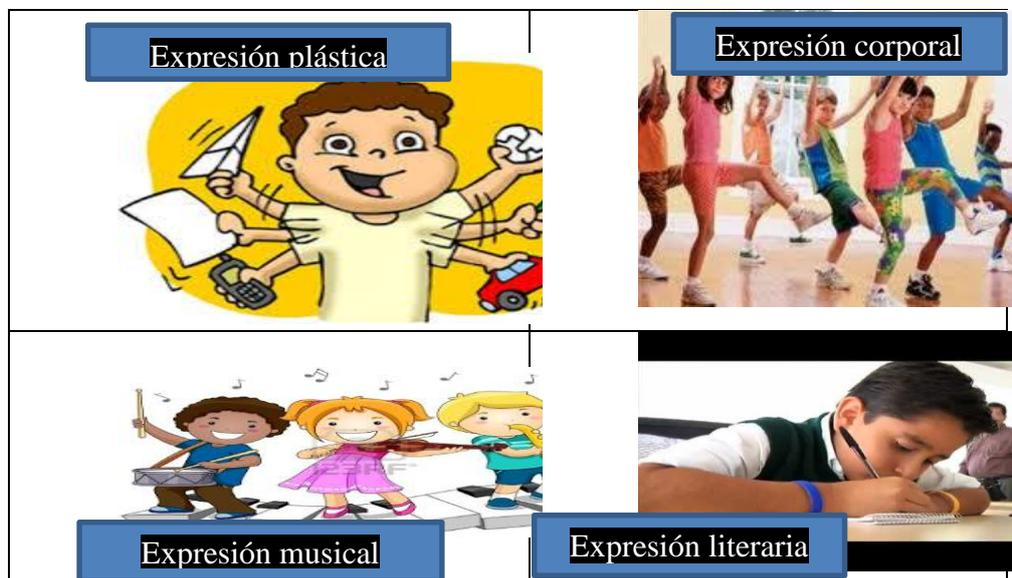 Expresión plástica
Expresión corporal
Expresión musical
Expresión literaria